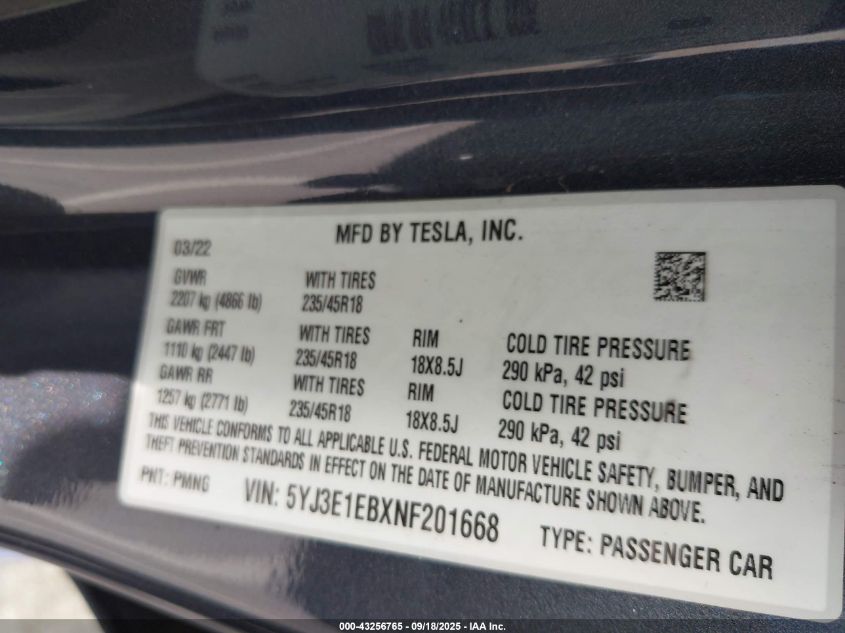 MFD BY TESLA, INC.
03/22
GVWR WITH TIRES
2207 kg (4866 lb) 235/45R18
GAWR FRT WITH TIRES RIM COLD TIRE PRESSURE
1110 kg (2447 lb) 235/45R18 18X8.5J 290 kPa, 42 psi
GAWR RR WITH TIRES RIM COLD TIRE PRESSURE
1257 kg (2771 lb) 235/45R18 18X8.5J 290 kPa, 42 psi
THIS VEHICLE CONFORMS TO ALL APPLICABLE U.S. FEDERAL MOTOR VEHICLE SAFETY, BUMPER, AND
THEFT PREVENTION STANDARDS IN EFFECT ON THE DATE OF MANUFACTURE SHOWN ABOVE.
PNT: PMNG VIN: 5YJ3E1EBXNF201668 TYPE: PASSENGER CAR
000-43256765 - 09/18/2025 - IAA Inc.